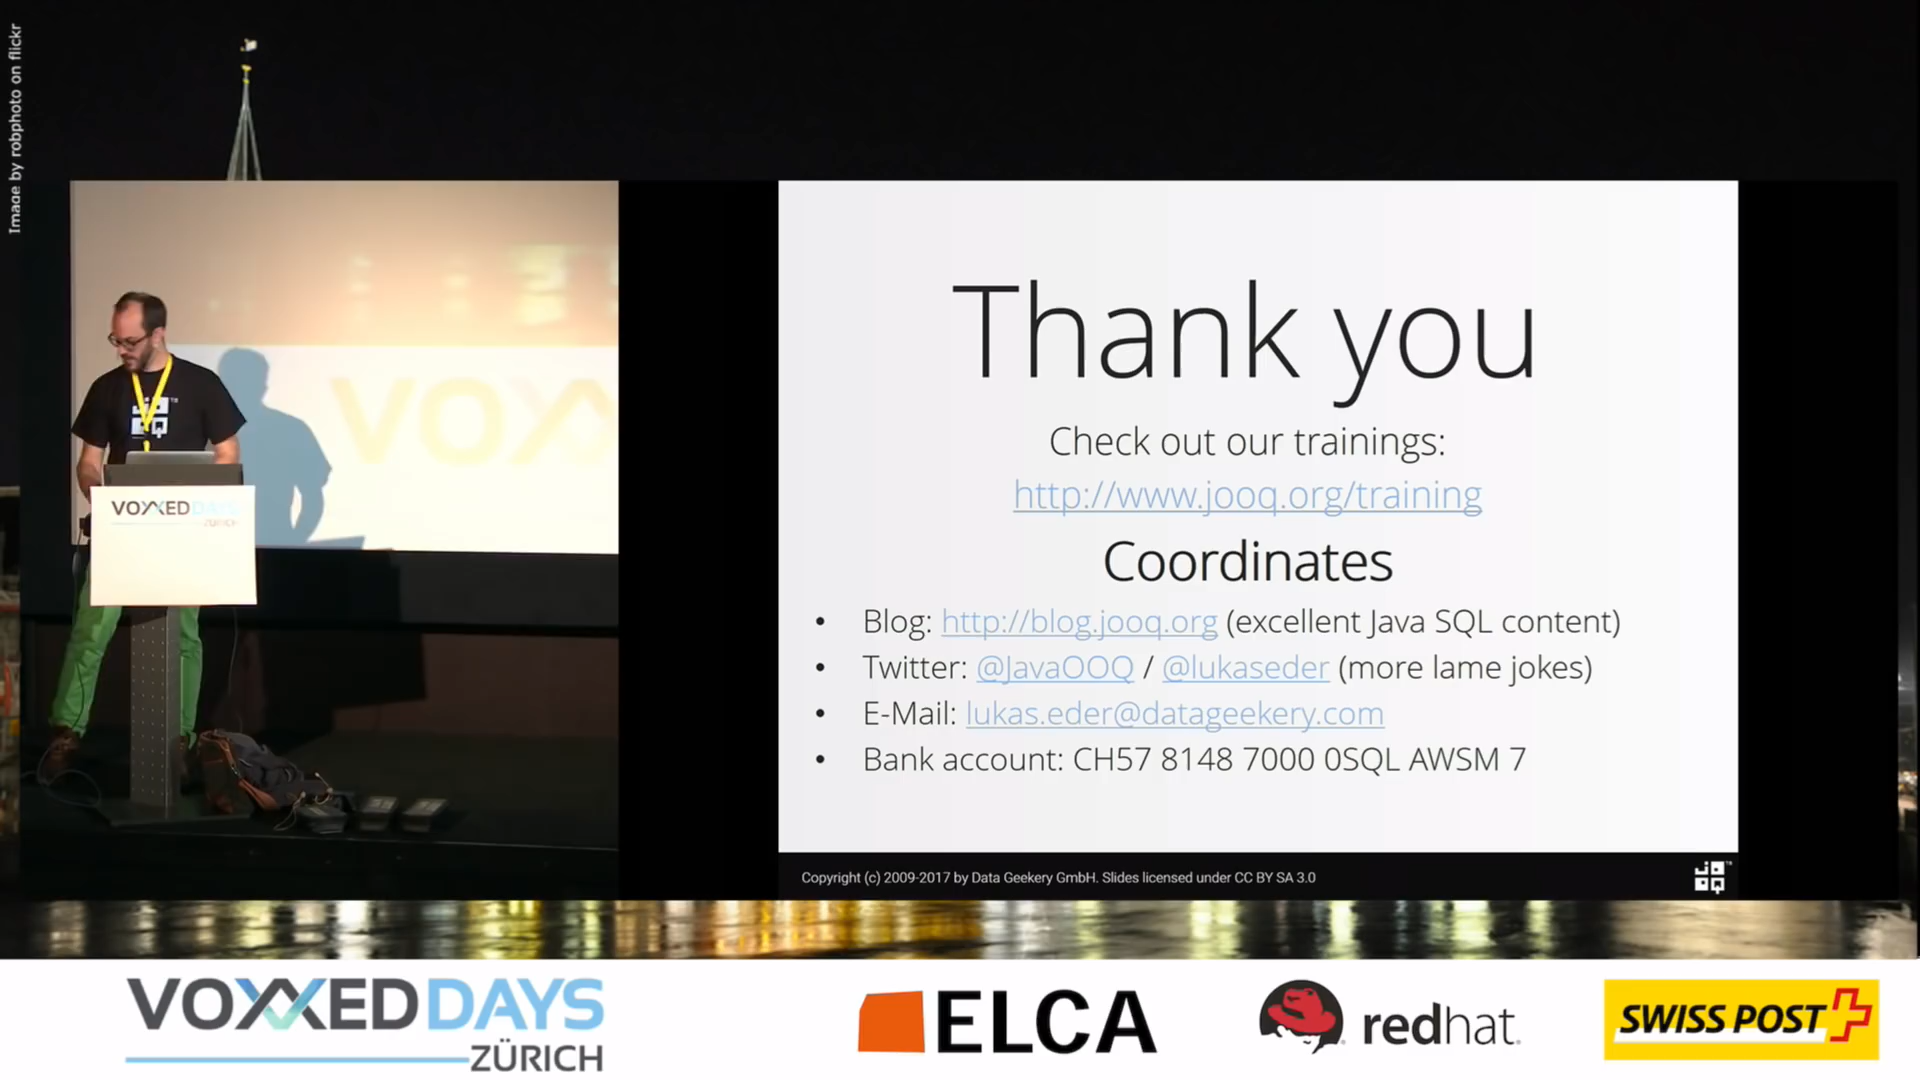 Image by robphoto on flickr
VOXXED DAYS
ZÜRICH
Thank you
Check out our trainings:
http://www.jooq.org/training
Coordinates
• Blog: http://blog.jooq.org (excellent Java SQL content)
• Twitter: @JavaOOQ / @lukaseder (more lame jokes)
• E-Mail: lukas.eder@datageekery.com
• Bank account: CH57 8148 7000 0SQL AWSM 7
Copyright (c) 2009-2017 by Data Geekery GmbH. Slides licensed under CC BY SA 3.0
JOOQ™
VOXXED DAYS
ZÜRICH
ELCA
redhat.
SWISS POST